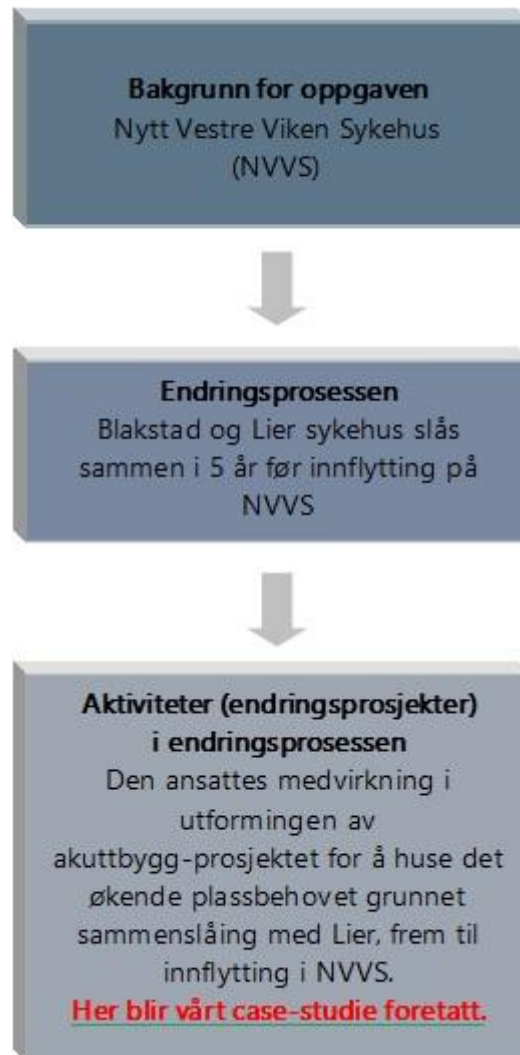 Bakgrunn for oppgaven
Nytt Vestre Viken Sykehus
(NVVS)
Endringsprosessen
Blakstad og Lier sykehus slås
sammen i 5 år før innflytting på
NVVS
Aktiviteter (endringsprosjekter)
i endringsprosessen
Den ansattes medvirkning i
utformingen av
akuttbygg-prosjektet for å huse det
økende plassbehovet grunnet
sammenslåing med Lier, frem til
innflytting i NVVS.
Her blir vårt case-studie foretatt.